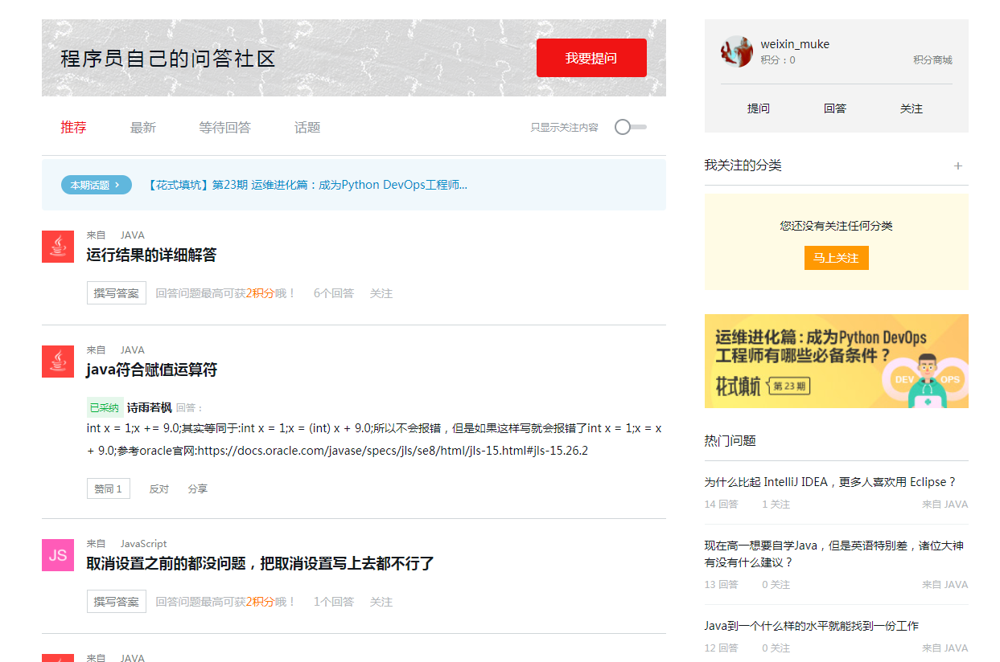 程序员自己的问答社区
我要提问
推荐 最新 等待回答 话题 只显示关注内容
本期话题 > 【花式填坑】第23期 运维进化篇：成为Python DevOps工程师...
来自 JAVA
运行结果的详细解答
撰写答案 回答问题最高可获2积分哦！ 6个回答 关注
来自 JAVA
java符合赋值运算符
已采纳 诗雨若枫 回答：
int x = 1;x += 9.0;其实等同于:int x = 1;x = (int) x + 9.0;所以不会报错，但是如果这样写就会报错了int x = 1;x = x
+ 9.0;参考oracle官网:https://docs.oracle.com/javase/specs/jls/se8/html/jls-15.html#jls-15.26.2
赞同 1 反对 分享
JS
来自 JavaScript
取消设置之前的都没问题，把取消设置写上去都不行了
撰写答案 回答问题最高可获2积分哦！ 1个回答 关注
来自 JAVA
weixin_muke
积分：0 积分商城
提问 回答 关注
我关注的分类 +
您还没有关注任何分类
马上关注
运维进化篇：成为Python DevOps
工程师有哪些必备条件？
花式填坑 第 23 期
DEV OPS
热门问题
为什么比起 IntelliJ IDEA，更多人喜欢用 Eclipse？
14 回答 1 关注 来自 JAVA
现在高一想要自学Java，但是英语特别差，诸位大神
有没有什么建议？
13 回答 0 关注 来自 JAVA
Java到一个什么样的水平就能找到一份工作
12 回答 0 关注 来自 JAVA